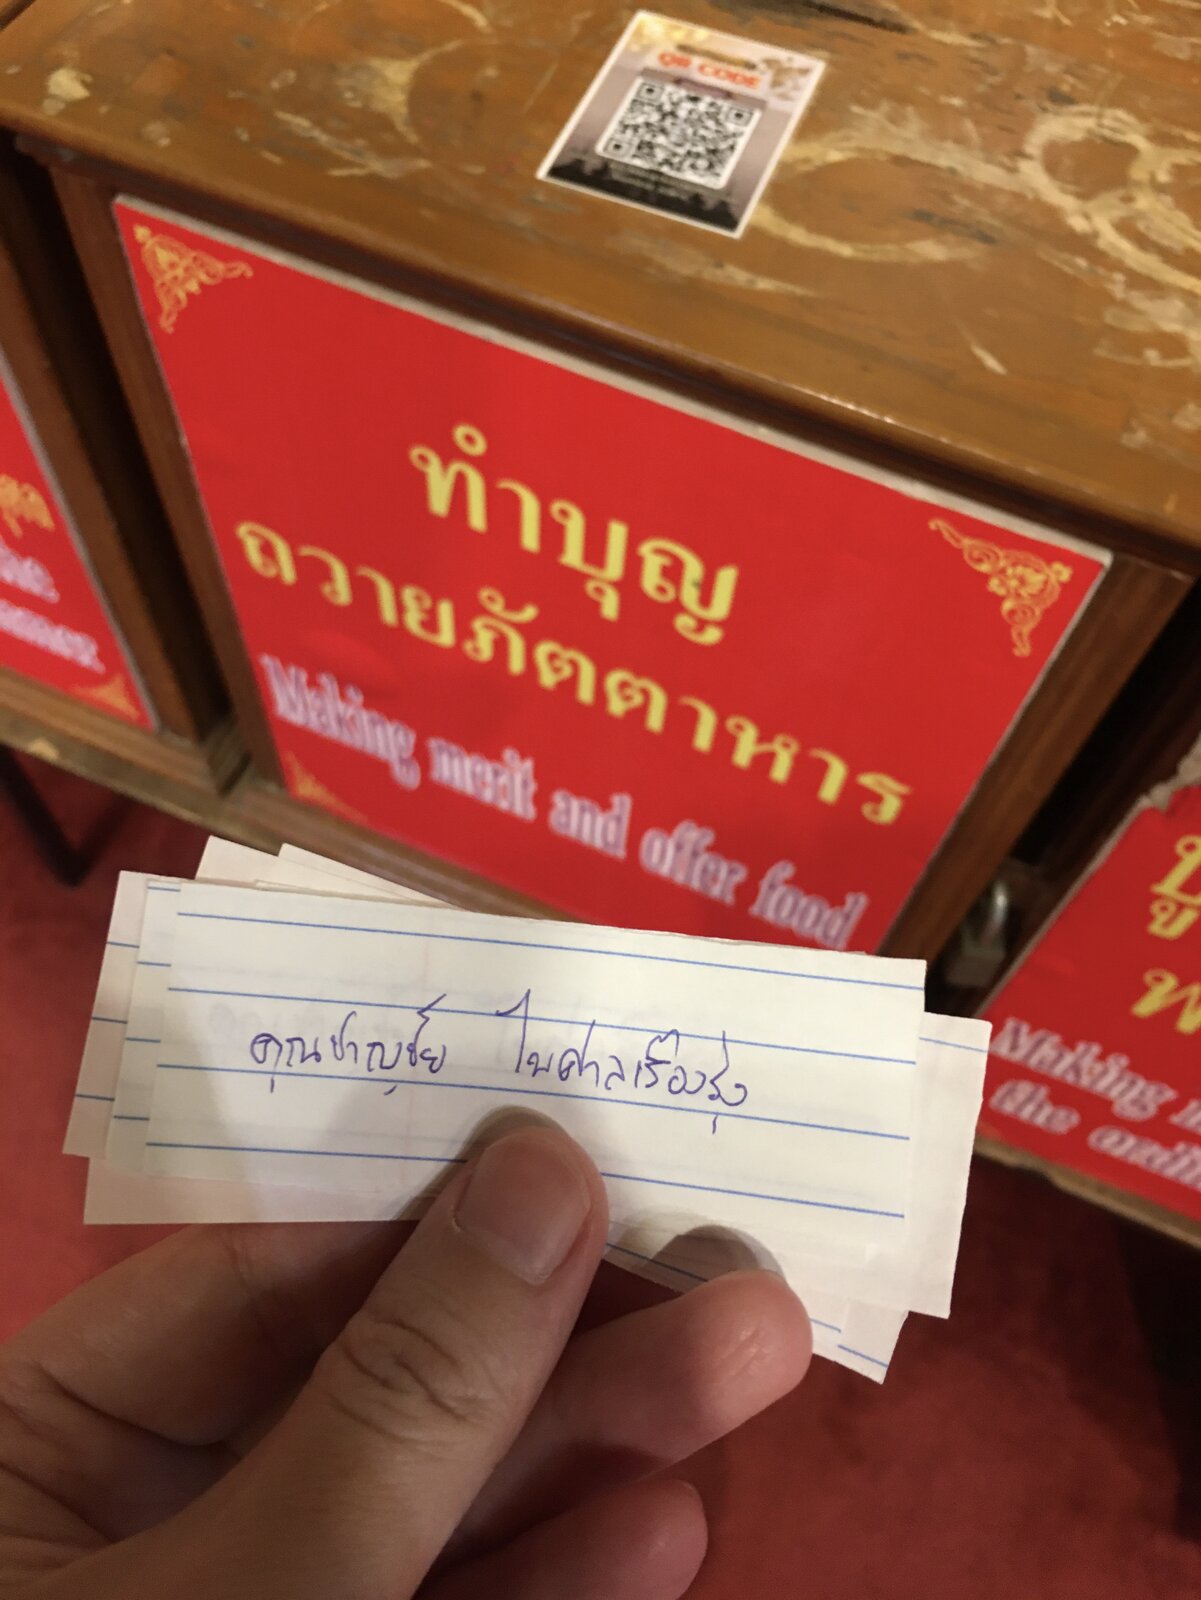 QR CODE
ทำบุญ
ถวายภัตตาหาร
Making merit and offer food
Making
the
คุณชาญชัย ไพศาลเรืองรุ่ง